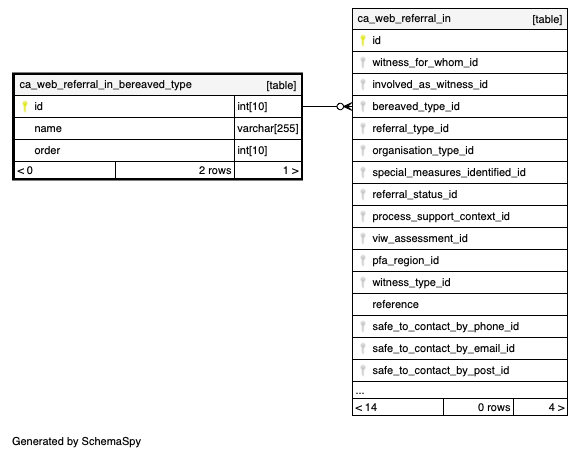 ca_web_referral_in_bereaved_type [table]
id int[10]
name varchar[255]
order int[10]
< 0 2 rows 1 >
ca_web_referral_in [table]
id
witness_for_whom_id
involved_as_witness_id
bereaved_type_id
referral_type_id
organisation_type_id
special_measures_identified_id
referral_status_id
process_support_context_id
viw_assessment_id
pfa_region_id
witness_type_id
reference
safe_to_contact_by_phone_id
safe_to_contact_by_email_id
safe_to_contact_by_post_id
...
< 14 0 rows 4 >
Generated by SchemaSpy